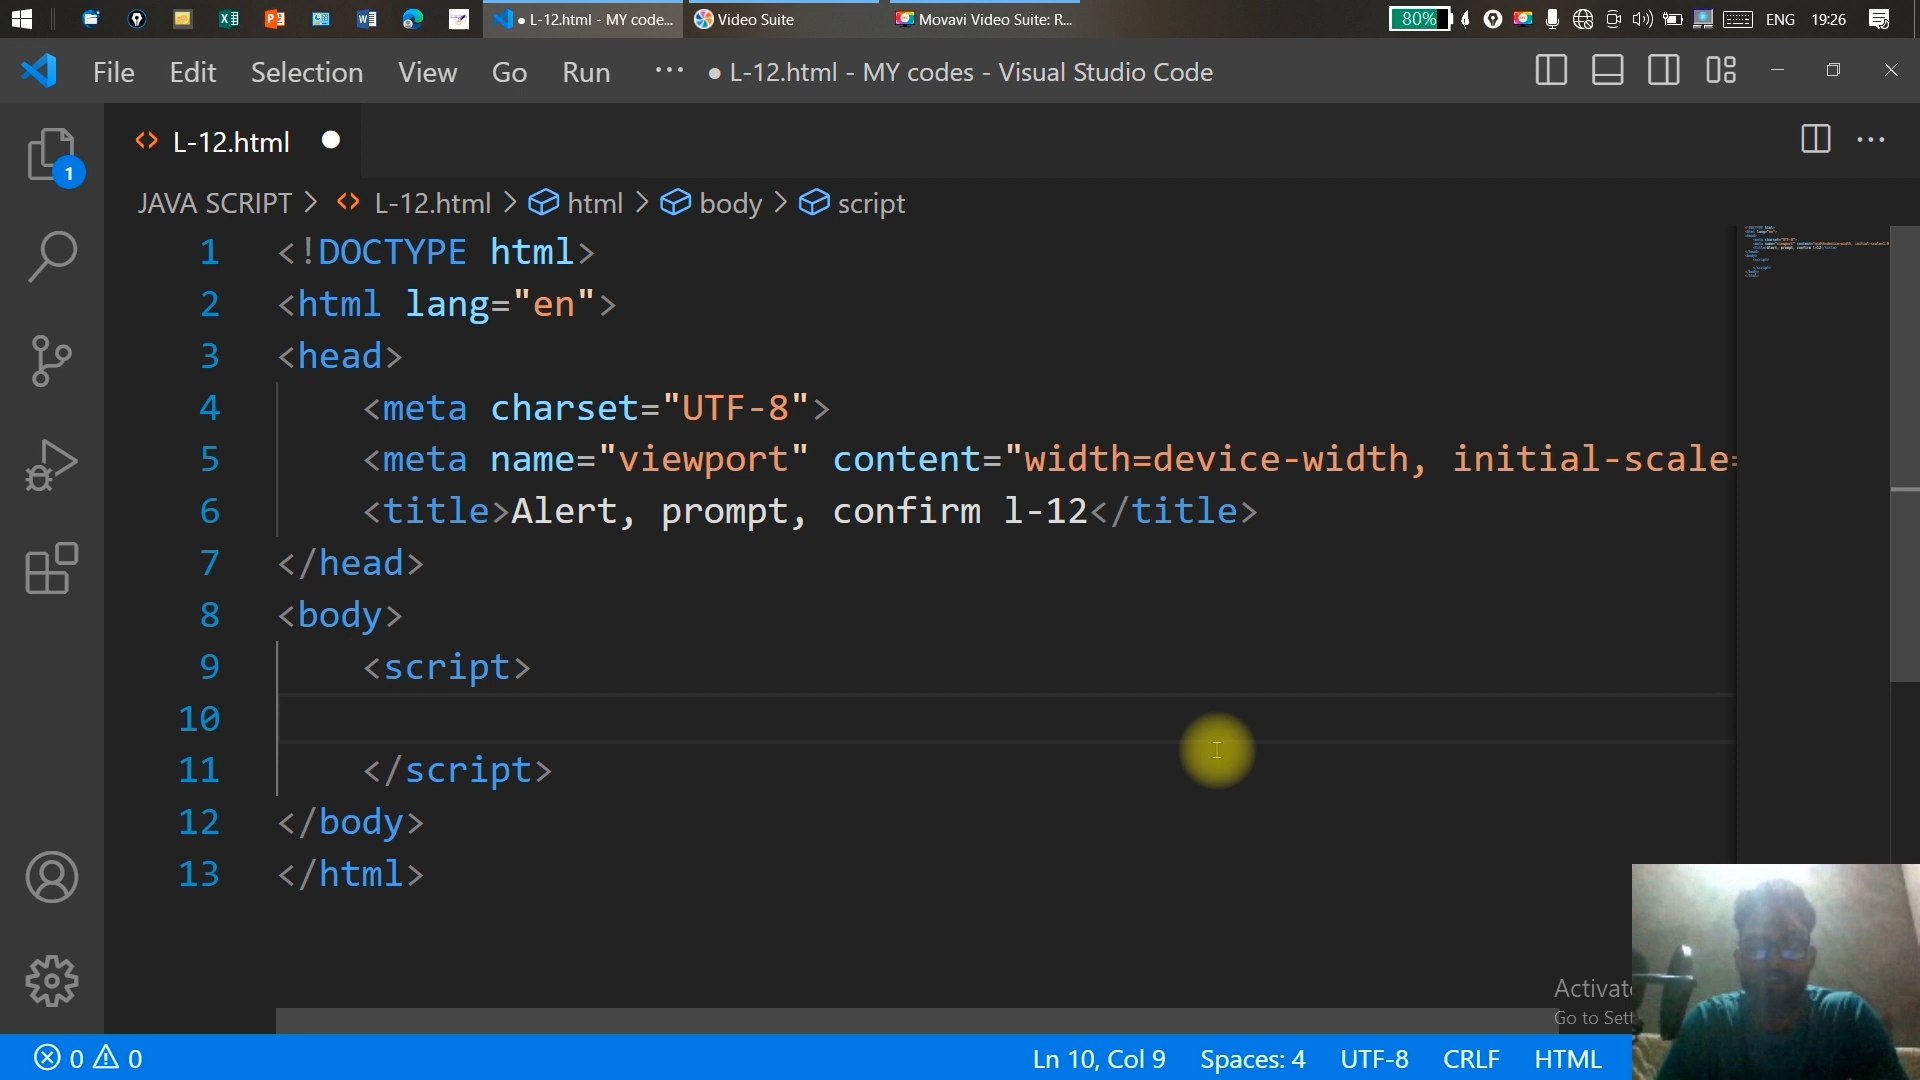 ● L-12.html - MY code...
Video Suite
Movavi Video Suite: R...
80%
ENG
19:26
File Edit Selection View Go Run ···
● L-12.html - MY codes - Visual Studio Code
1
<> L-12.html ●
JAVA SCRIPT > <> L-12.html > html > body > script
1 <!DOCTYPE html>
2 <html lang="en">
3 <head>
4 <meta charset="UTF-8">
5 <meta name="viewport" content="width=device-width, initial-scale=
6 <title>Alert, prompt, confirm l-12</title>
7 </head>
8 <body>
9 <script>
10
11 </script>
12 </body>
13 </html>
Activate
Go to Sett
0 0
Ln 10, Col 9 Spaces: 4 UTF-8 CRLF HTML